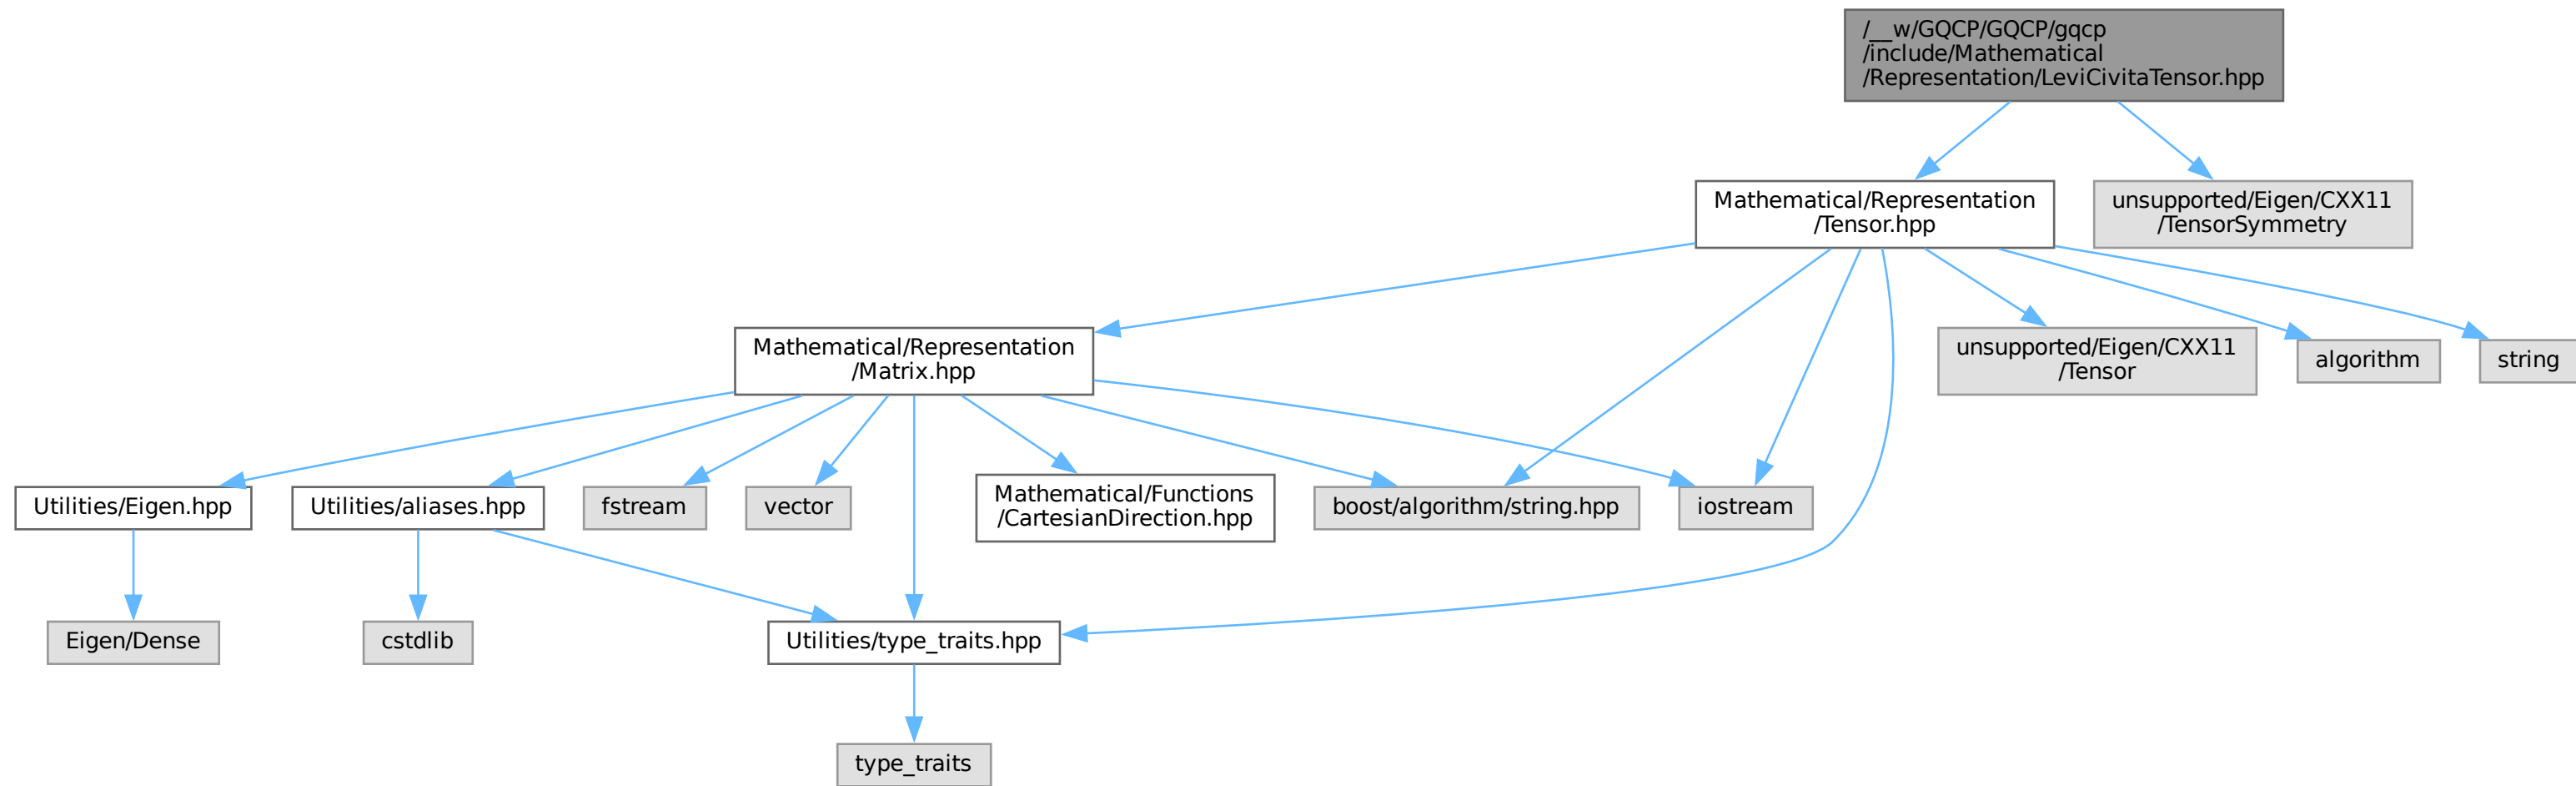 /__w/GQCP/GQCP/gqcp
/include/Mathematical
/Representation/LeviCivitaTensor.hpp
Mathematical/Representation
/Tensor.hpp
unsupported/Eigen/CXX11
/TensorSymmetry
Mathematical/Representation
/Matrix.hpp
unsupported/Eigen/CXX11
/Tensor
algorithm
string
Utilities/Eigen.hpp
Utilities/aliases.hpp
fstream
vector
Mathematical/Functions
/CartesianDirection.hpp
boost/algorithm/string.hpp
iostream
Eigen/Dense
cstdlib
Utilities/type_traits.hpp
type_traits